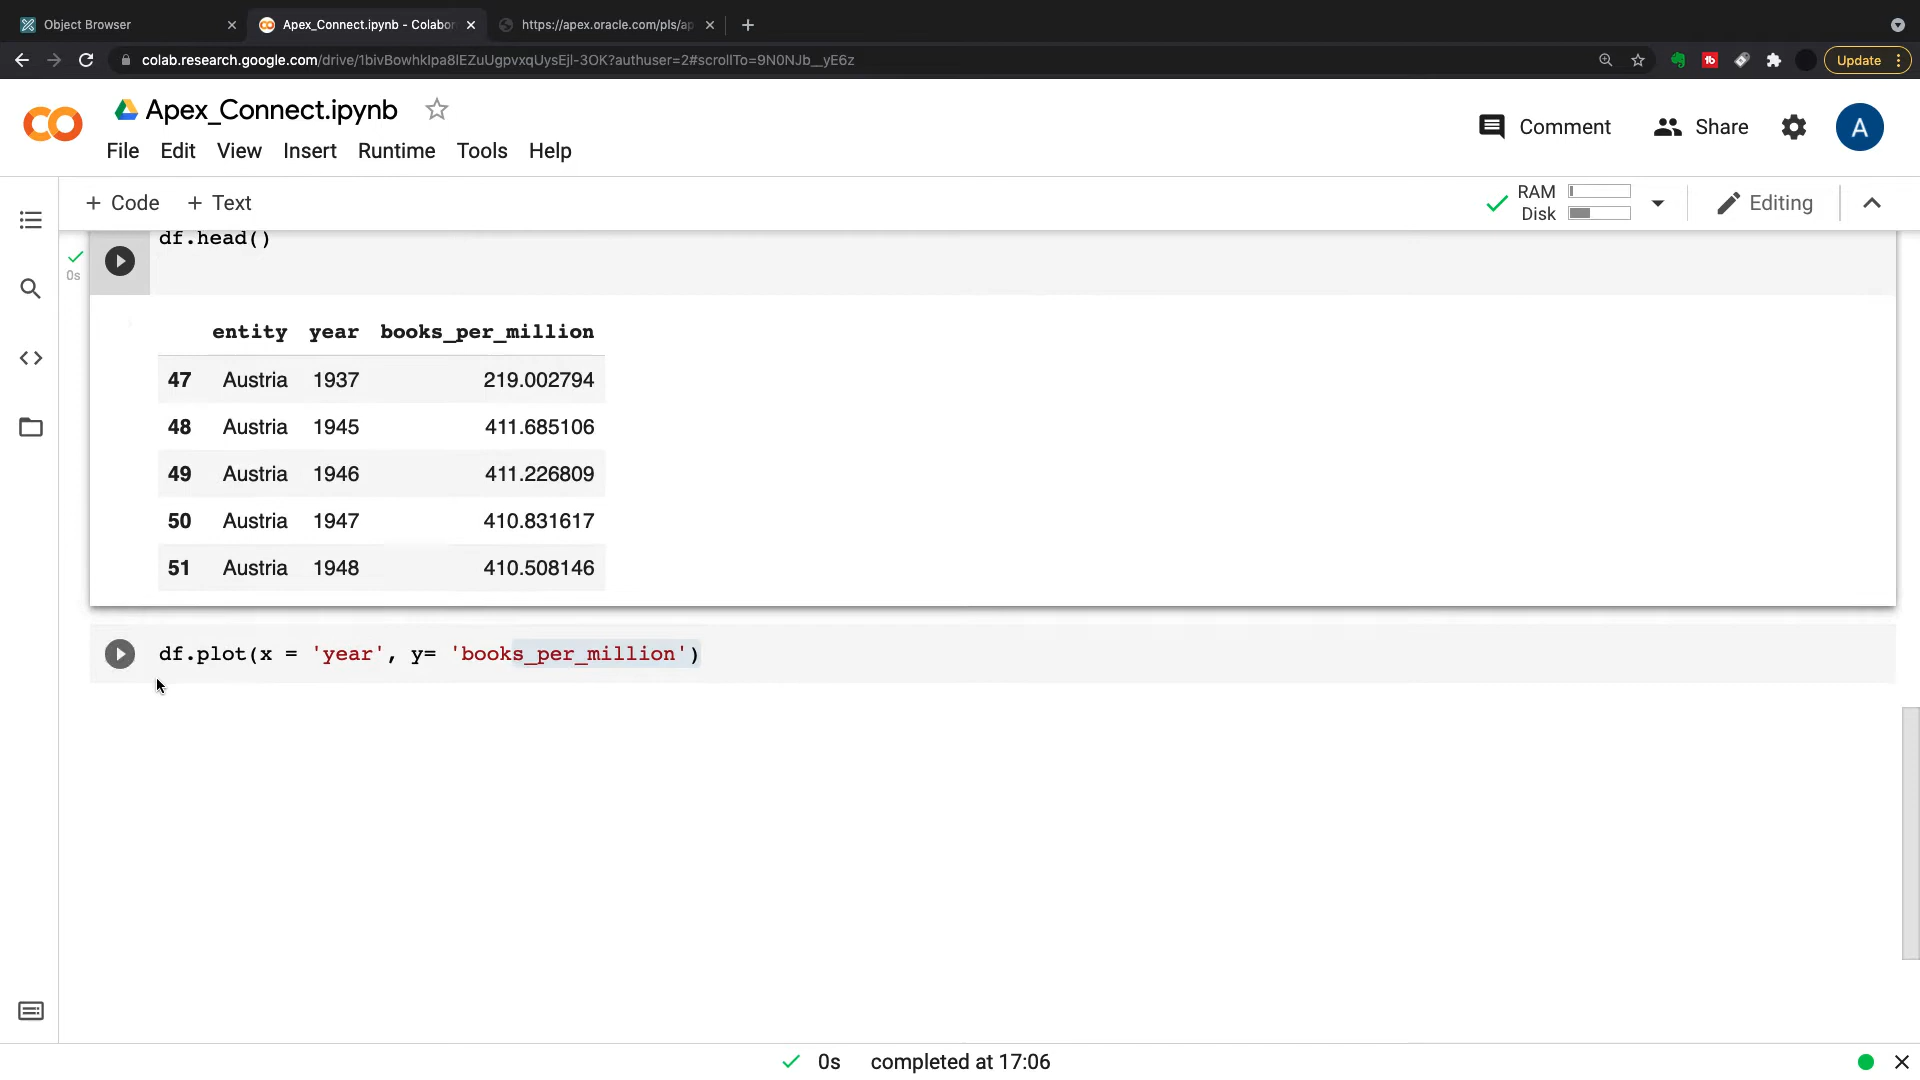 Object Browser
Apex_Connect.ipynb - Colabor
https://apex.oracle.com/pls/ap
colab.research.google.com/drive/1bivBowhkIpa8lEZuUgpvxqUysEjl-3OK?authuser=2#scrollTo=9N0NJb__yE6z
Update
Apex_Connect.ipynb
Comment
Share
A
File Edit View Insert Runtime Tools Help
+ Code + Text
RAM
Disk
Editing
df.head()
0s
entity year books_per_million
47 Austria 1937 219.002794
48 Austria 1945 411.685106
49 Austria 1946 411.226809
50 Austria 1947 410.831617
51 Austria 1948 410.508146
df.plot(x = 'year', y= 'books_per_million')
0s completed at 17:06